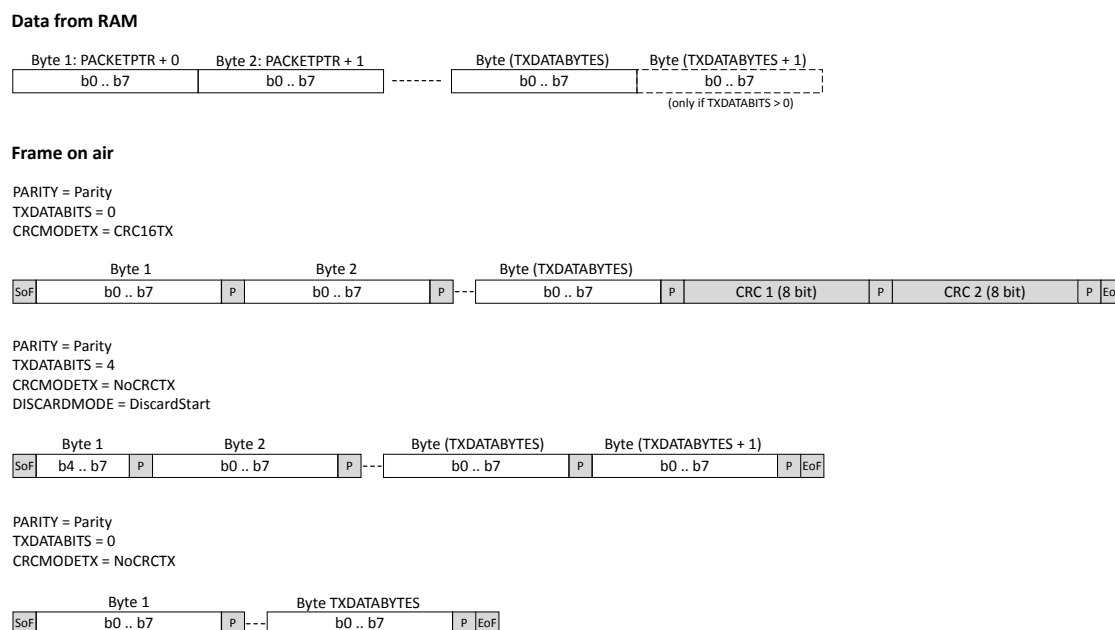 Data from RAM
Byte 1: PACKETPTR + 0 Byte 2: PACKETPTR + 1 Byte (TXDATABYTES) Byte (TXDATABYTES + 1)
b0 .. b7 b0 .. b7 b0 .. b7 b0 .. b7
(only if TXDATABITS > 0)
Frame on air
PARITY = Parity
TXDATABITS = 0
CRCMODETX = CRC16TX
Byte 1 Byte 2 Byte (TXDATABYTES)
SoF b0 .. b7 P b0 .. b7 P b0 .. b7 P CRC 1 (8 bit) P CRC 2 (8 bit) P Eo
PARITY = Parity
TXDATABITS = 4
CRCMODETX = NoCRCTX
DISCARDMODE = DiscardStart
Byte 1 Byte 2 Byte (TXDATABYTES) Byte (TXDATABYTES + 1)
SoF b4 .. b7 P b0 .. b7 P b0 .. b7 P b0 .. b7 P EoF
PARITY = Parity
TXDATABITS = 0
CRCMODETX = NoCRCTX
Byte 1 Byte TXDATABYTES
SoF b0 .. b7 P b0 .. b7 P EoF